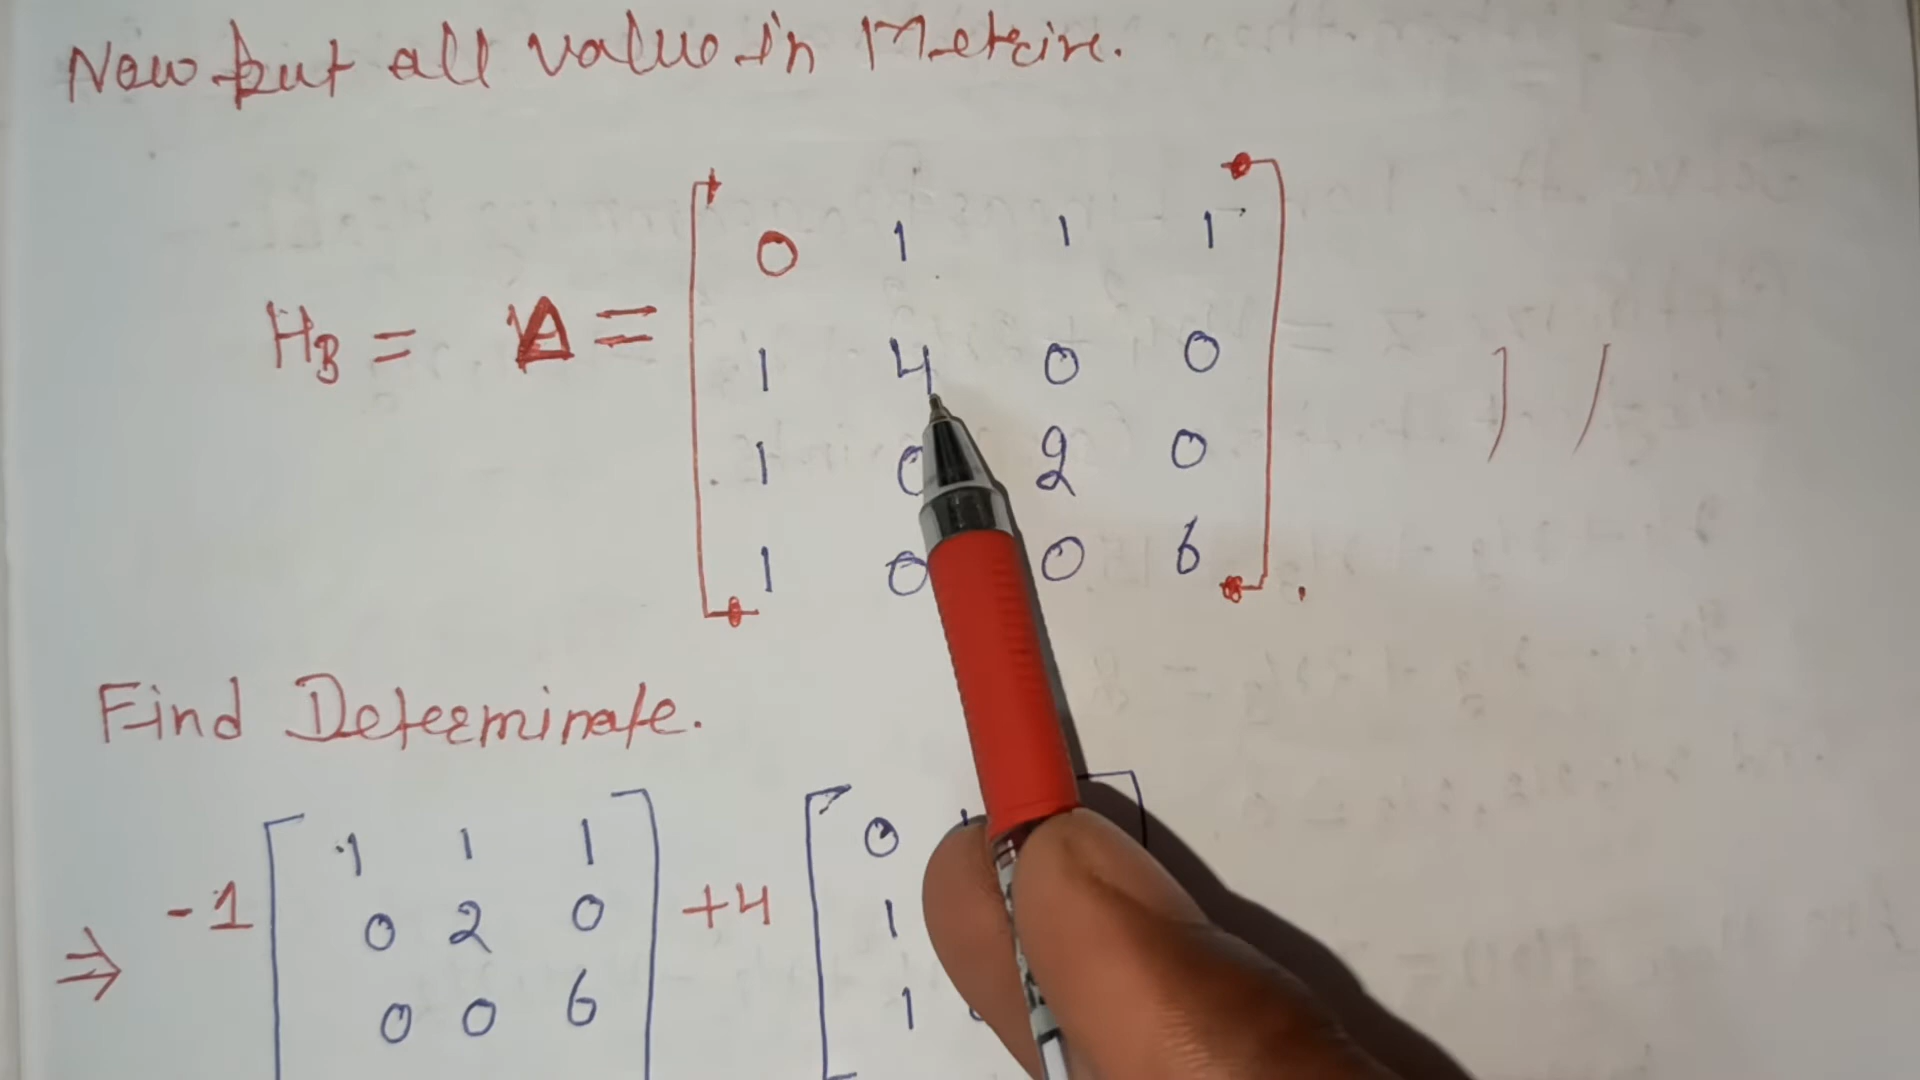 Now put all value in Metrix.
0 1 1 1
H_B = Δ =
1 4 0 0
1 0 2 0
1 0 0 6
Find Determinate.
1 1 1 0
⇒ -1 0 2 0 +4 1
0 0 6 1